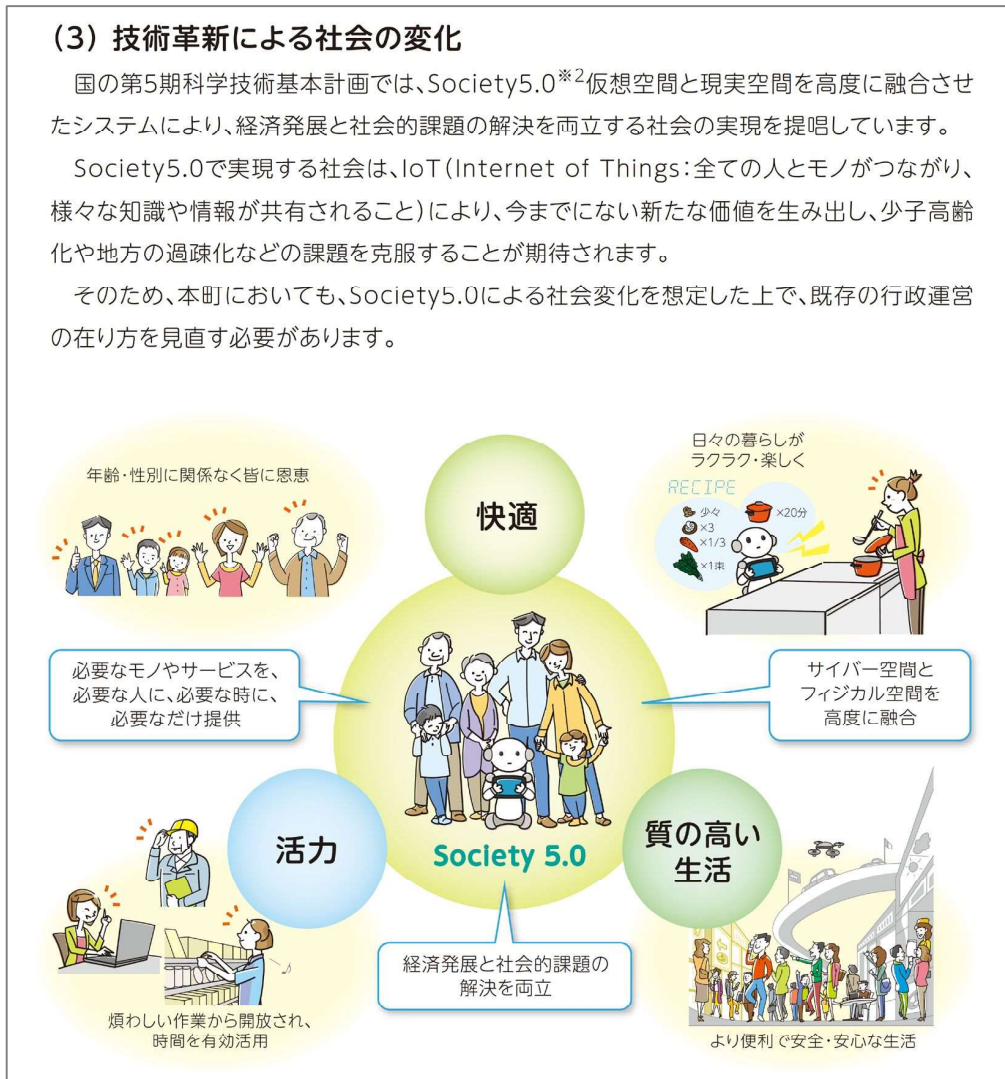 (3) 技術革新による社会の変化
国の第5期科学技術基本計画では、Society5.0※2仮想空間と現実空間を高度に融合させ
たシステムにより、経済発展と社会的課題の解決を両立する社会の実現を提唱しています。
Society5.0で実現する社会は、IoT(Internet of Things:全ての人とモノがつながり、
様々な知識や情報が共有されること)により、今までにない新たな価値を生み出し、少子高齢
化や地方の過疎化などの課題を克服することが期待されます。
そのため、本町においても、Society5.0による社会変化を想定した上で、既存の行政運営
の在り方を見直す必要があります。
年齢・性別に関係なく皆に恩恵
快適
日々の暮らしが
ラクラク・楽しく
RECIPE
少々
×3
×1/3
×1束
×20分
必要なモノやサービスを、
必要な人に、必要な時に、
必要なだけ提供
サイバー空間と
フィジカル空間を
高度に融合
活力
Society 5.0
質の高い
生活
経済発展と社会的課題の
解決を両立
煩わしい作業から開放され、
時間を有効活用
より便利で安全・安心な生活